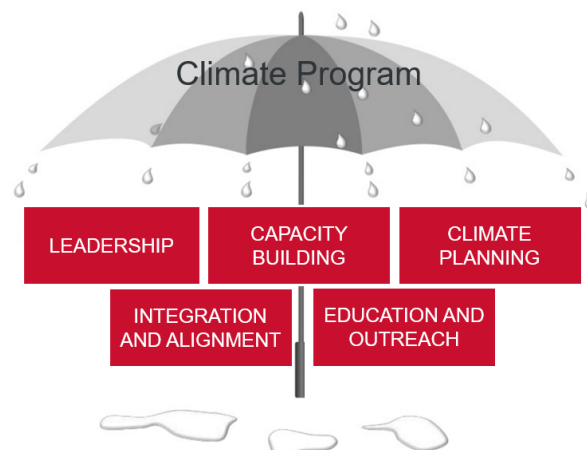 Climate Program
LEADERSHIP
CAPACITY
BUILDING
CLIMATE
PLANNING
INTEGRATION
AND ALIGNMENT
EDUCATION AND
OUTREACH